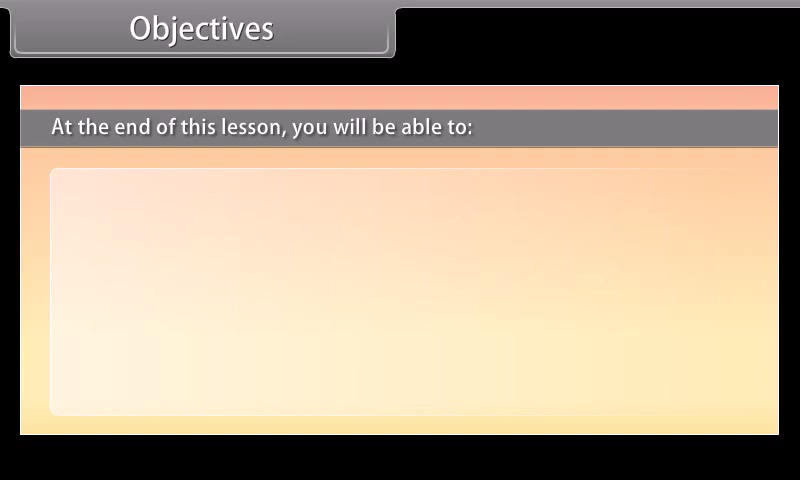 Objectives
At the end of this lesson, you will be able to: